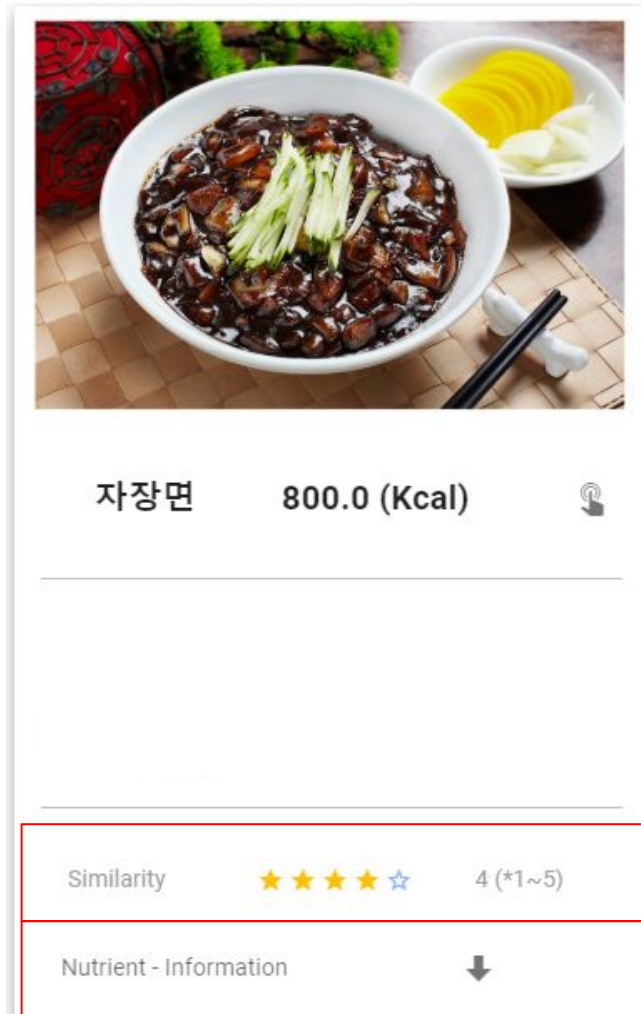 자장면 800.0 (Kcal)
Similarity 4 (*1~5)
Nutrient - Information